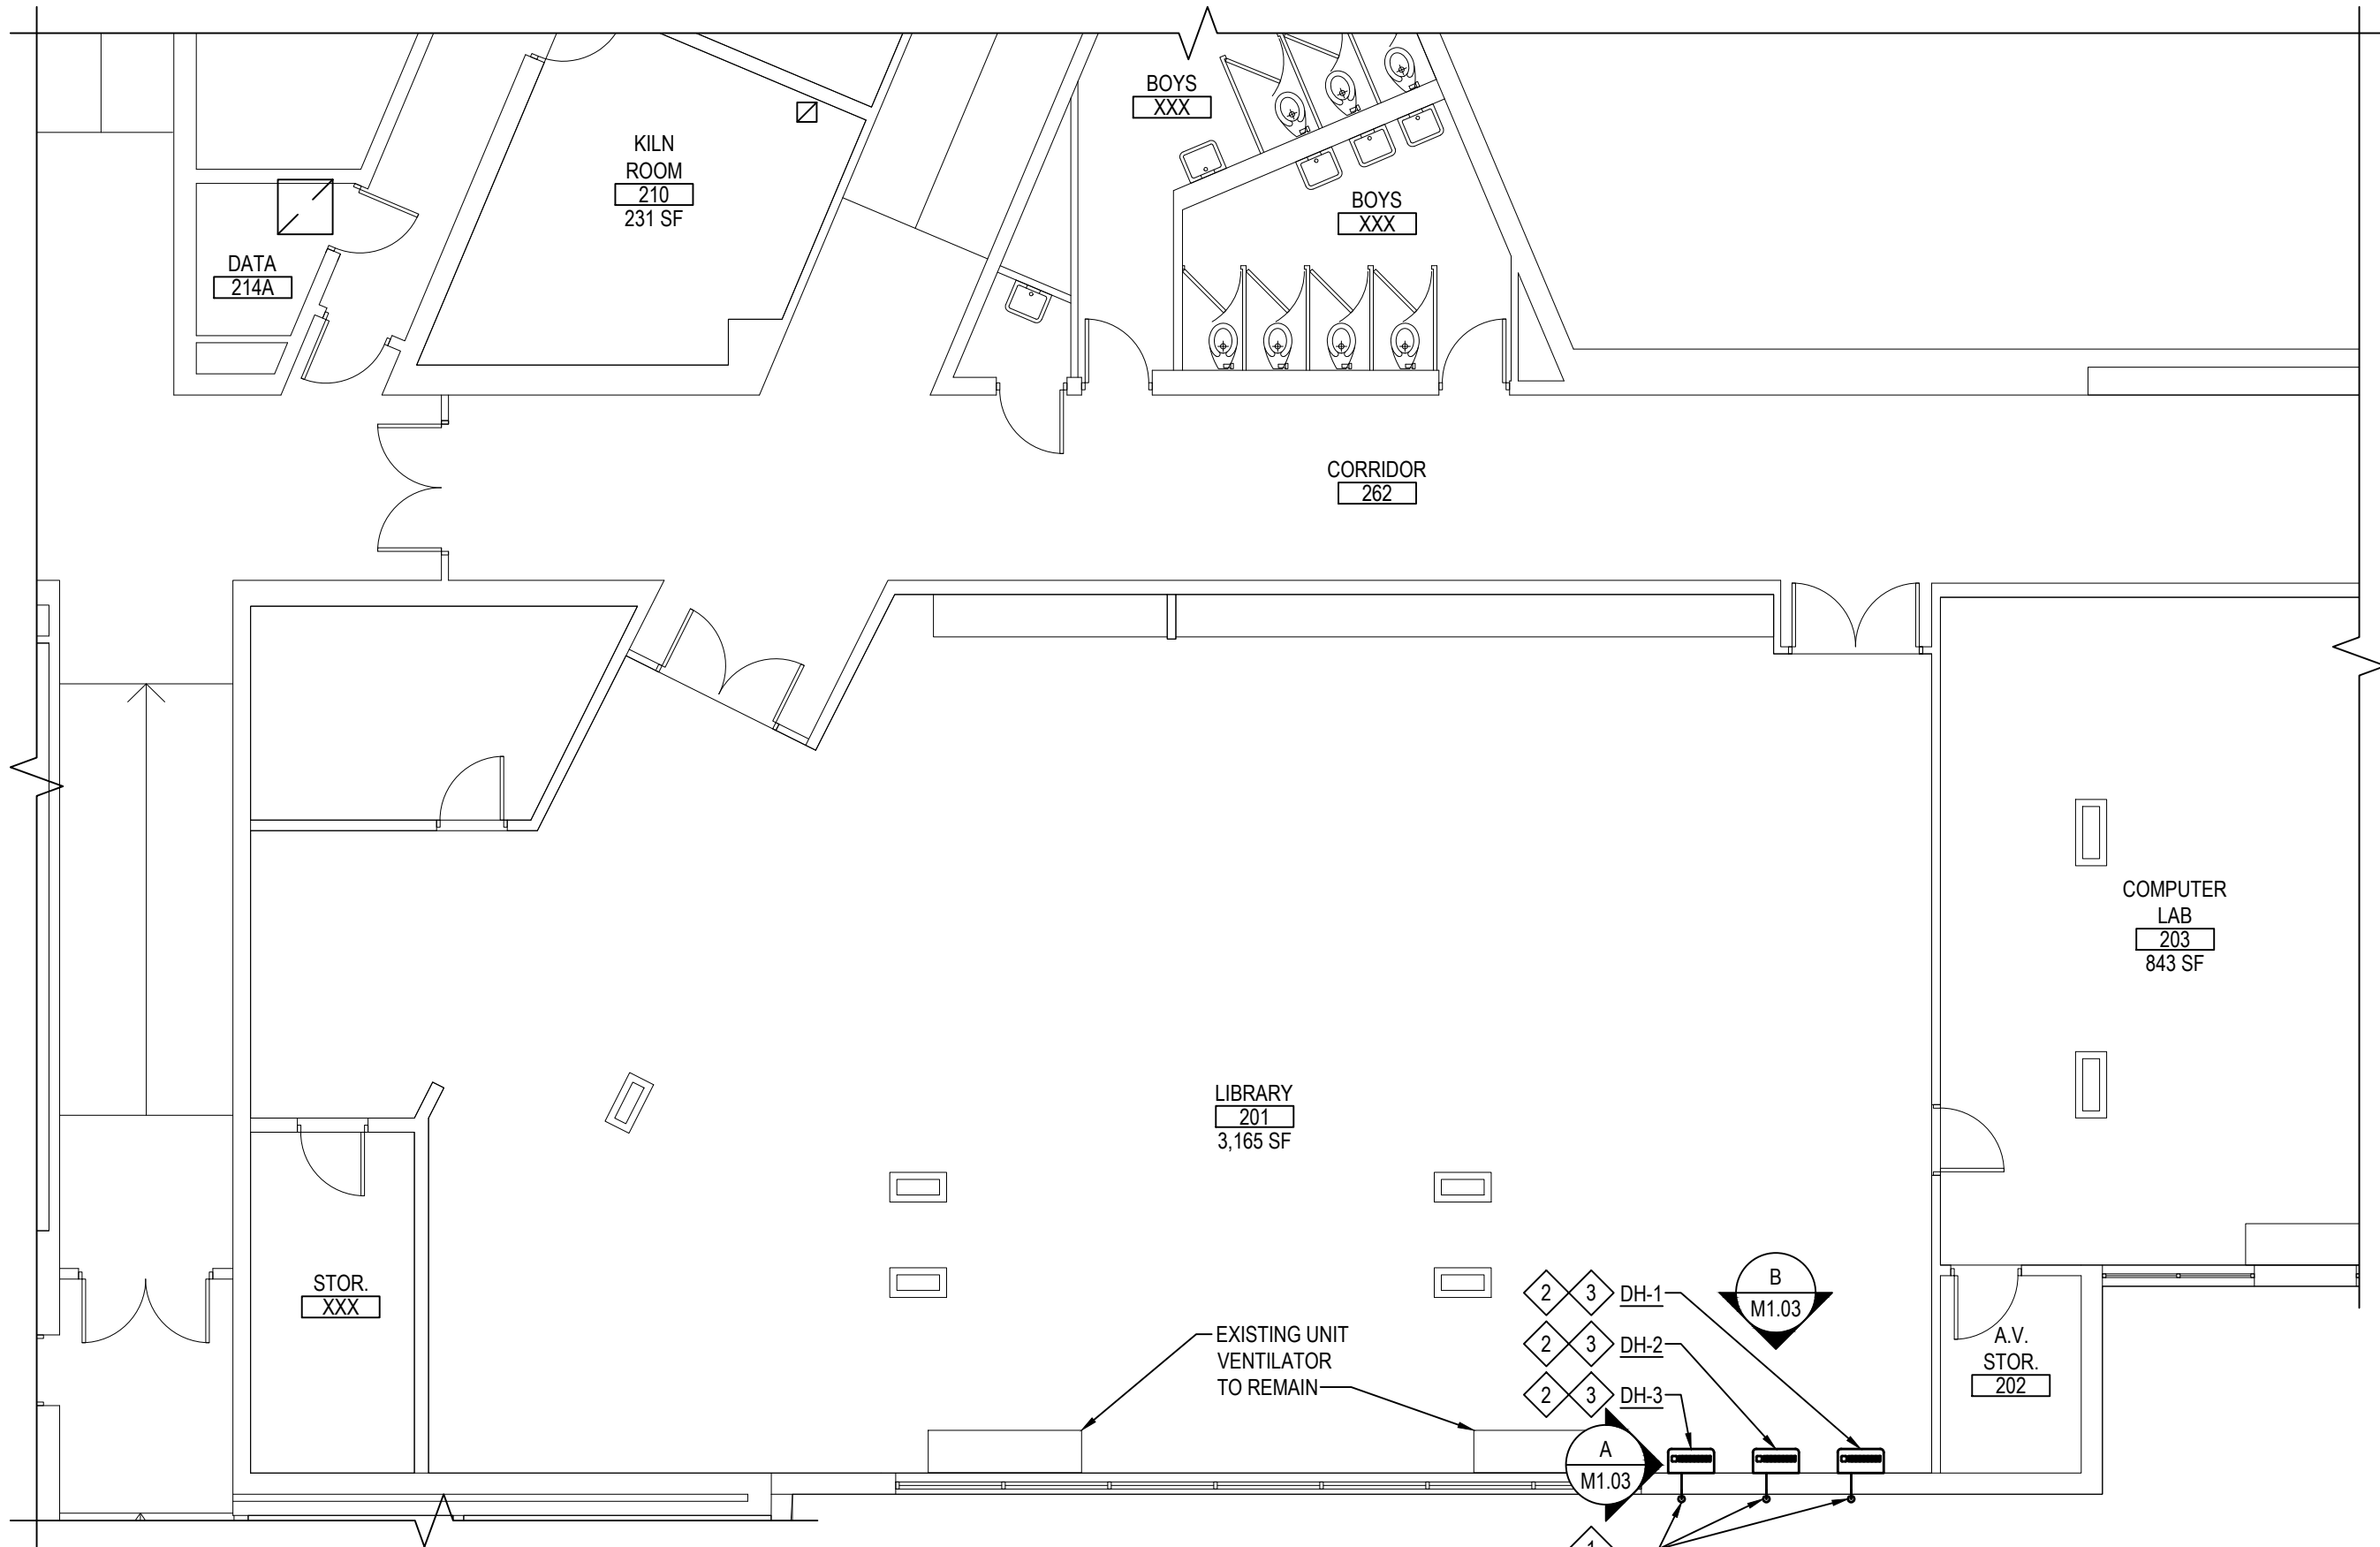 BOYS
XXX
KILN
ROOM
210
231 SF
BOYS
XXX
DATA
214A
CORRIDOR
262
COMPUTER
LAB
203
843 SF
LIBRARY
201
3,165 SF
STOR.
XXX
EXISTING UNIT
VENTILATOR
TO REMAIN
2 3 DH-1
2 3 DH-2
2 3 DH-3
B
M1.03
A.V.
STOR.
202
A
M1.03
1